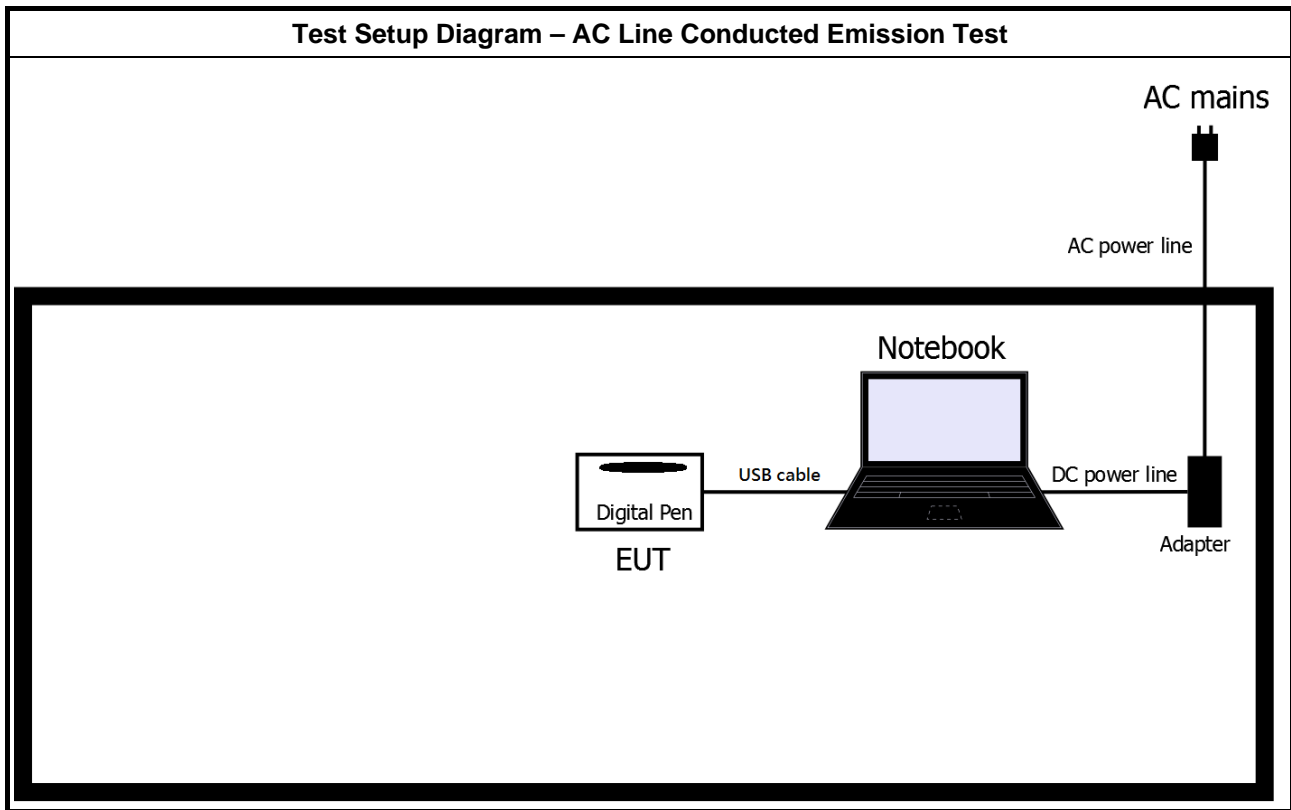 Test Setup Diagram – AC Line Conducted Emission Test
AC mains
AC power line
Notebook
USB cable
DC power line
Digital Pen
Adapter
EUT